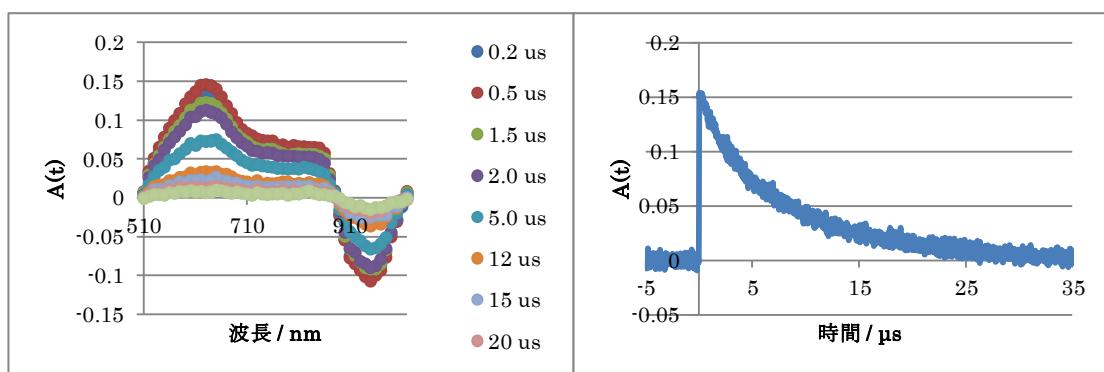 0.2
0.15
0.1
0.05
0
-0.05
-0.1
-0.15
A(t)
510
710
910
波長 / nm
0.2 us
0.5 us
1.5 us
2.0 us
5.0 us
12 us
15 us
20 us
0.2
0.15
0.1
0.05
0
-0.05
A(t)
-5
5
15
25
35
時間 / μs